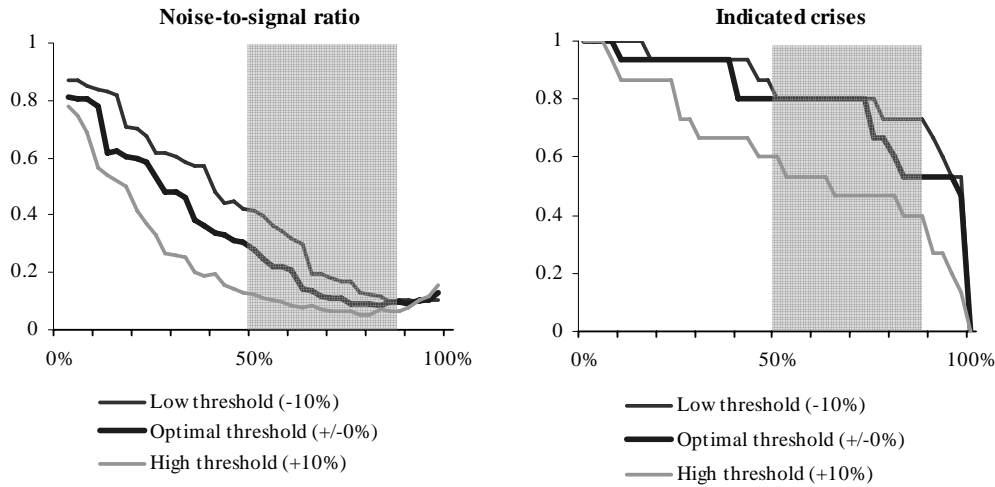 Noise-to-signal ratio
1
0.8
0.6
0.4
0.2
0
0%
50%
100%
Low threshold (-10%)
Optimal threshold (+/-0%)
High threshold (+10%)
Indicated crises
1
0.8
0.6
0.4
0.2
0
0%
50%
100%
Low threshold (-10%)
Optimal threshold (+/-0%)
High threshold (+10%)